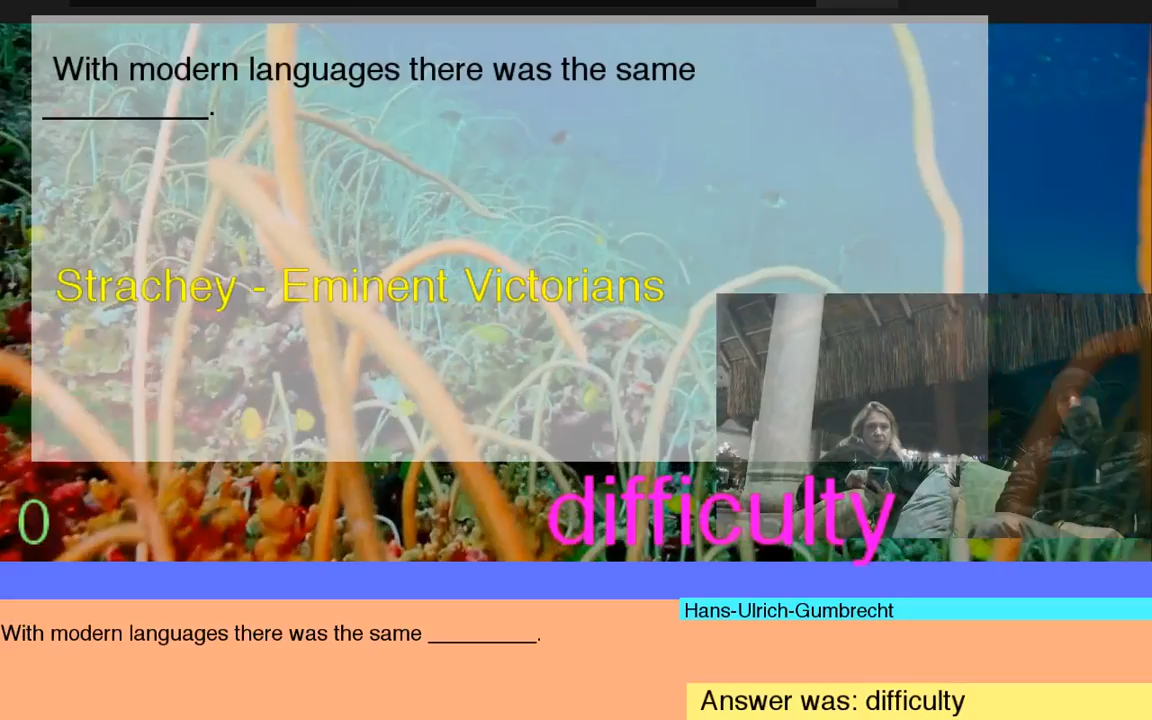 With modern languages there was the same
__________.
Strachey - Eminent Victorians
0
difficulty
Hans-Ulrich-Gumbrecht
With modern languages there was the same __________.
Answer was: difficulty